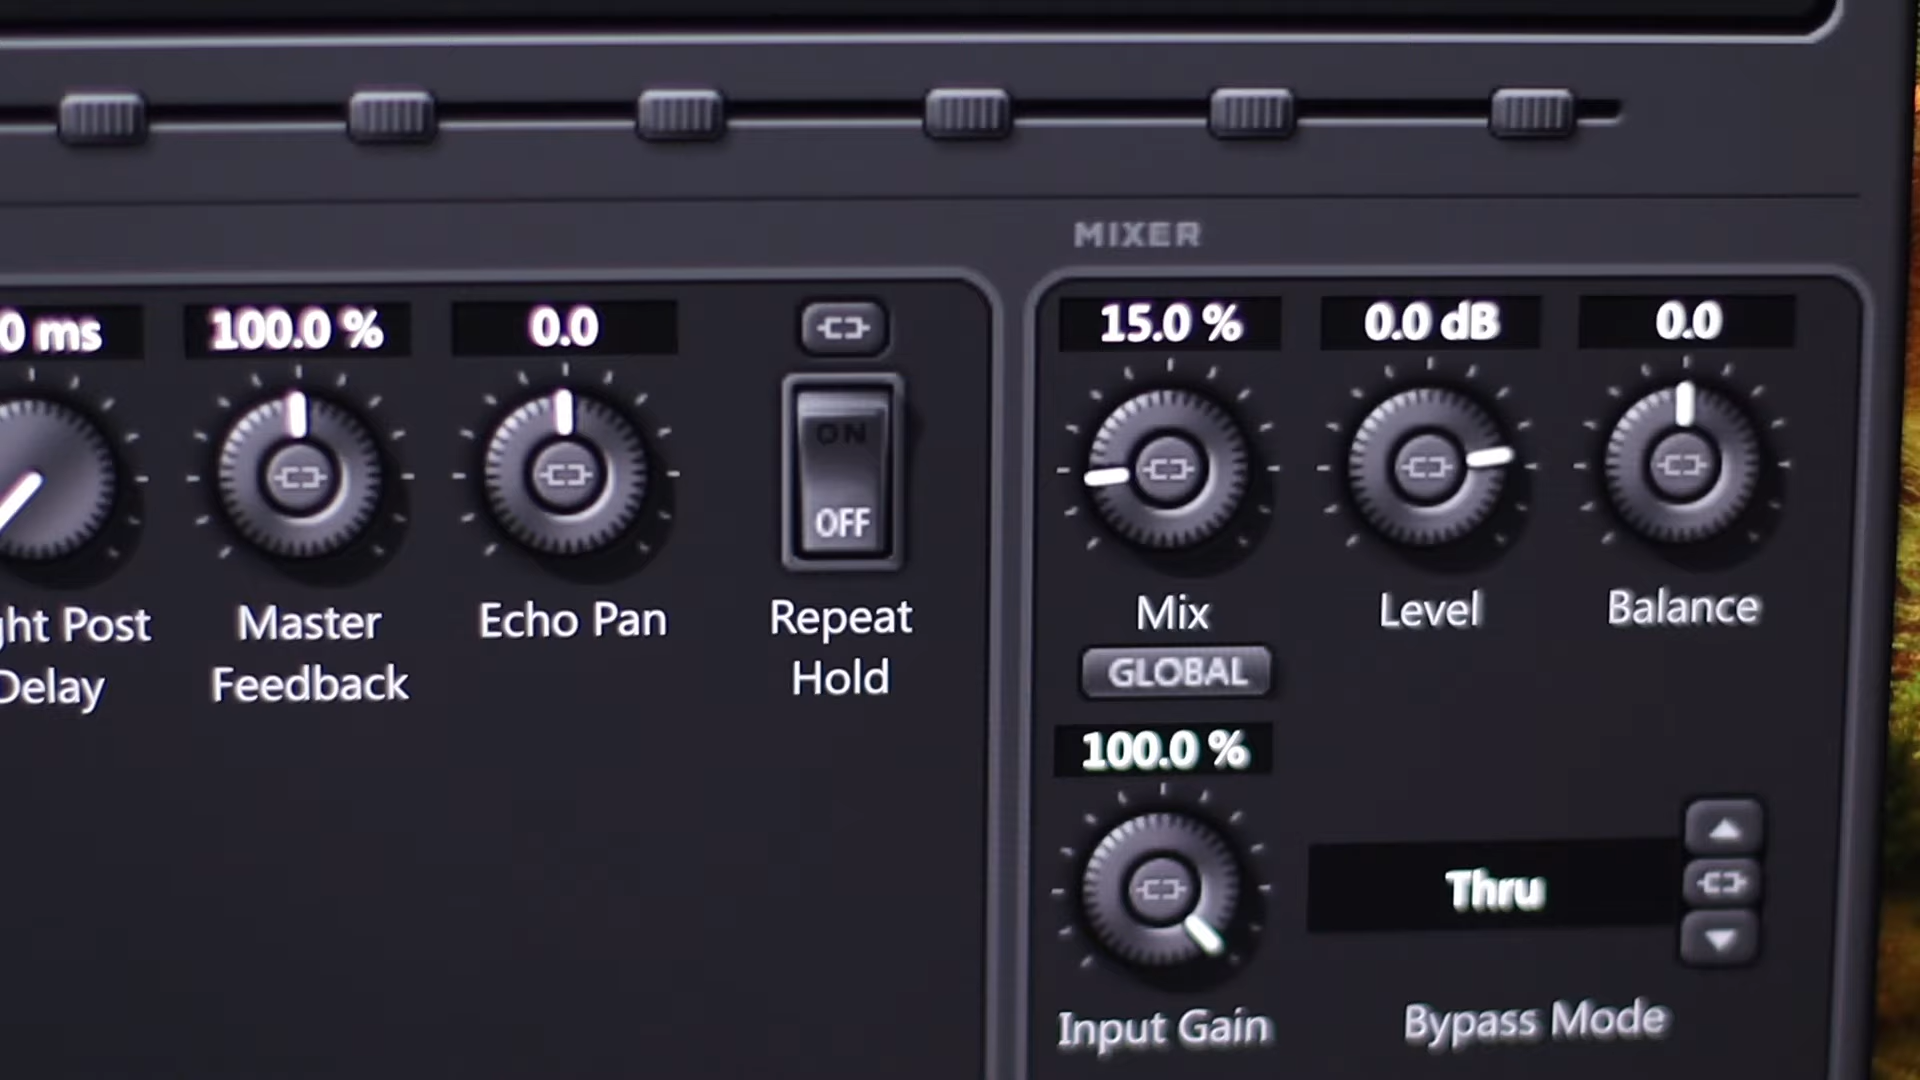 MIXER
0 ms
100.0 %
0.0
15.0 %
0.0 dB
0.0
ON
OFF
ght Post
Delay
Master
Feedback
Echo Pan
Repeat
Hold
Mix
Level
Balance
GLOBAL
100.0 %
Thru
Input Gain
Bypass Mode